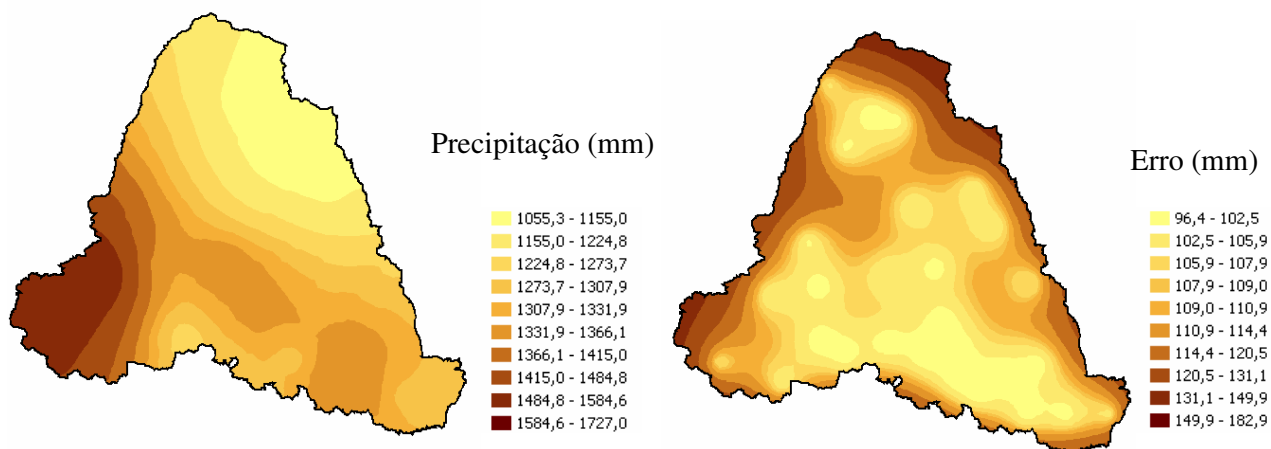 Precipitação (mm)
1055,3 - 1155,0
1155,0 - 1224,8
1224,8 - 1273,7
1273,7 - 1307,9
1307,9 - 1331,9
1331,9 - 1366,1
1366,1 - 1415,0
1415,0 - 1484,8
1484,8 - 1584,6
1584,6 - 1727,0
Erro (mm)
96,4 - 102,5
102,5 - 105,9
105,9 - 107,9
107,9 - 109,0
109,0 - 110,9
110,9 - 114,4
114,4 - 120,5
120,5 - 131,1
131,1 - 149,9
149,9 - 182,9